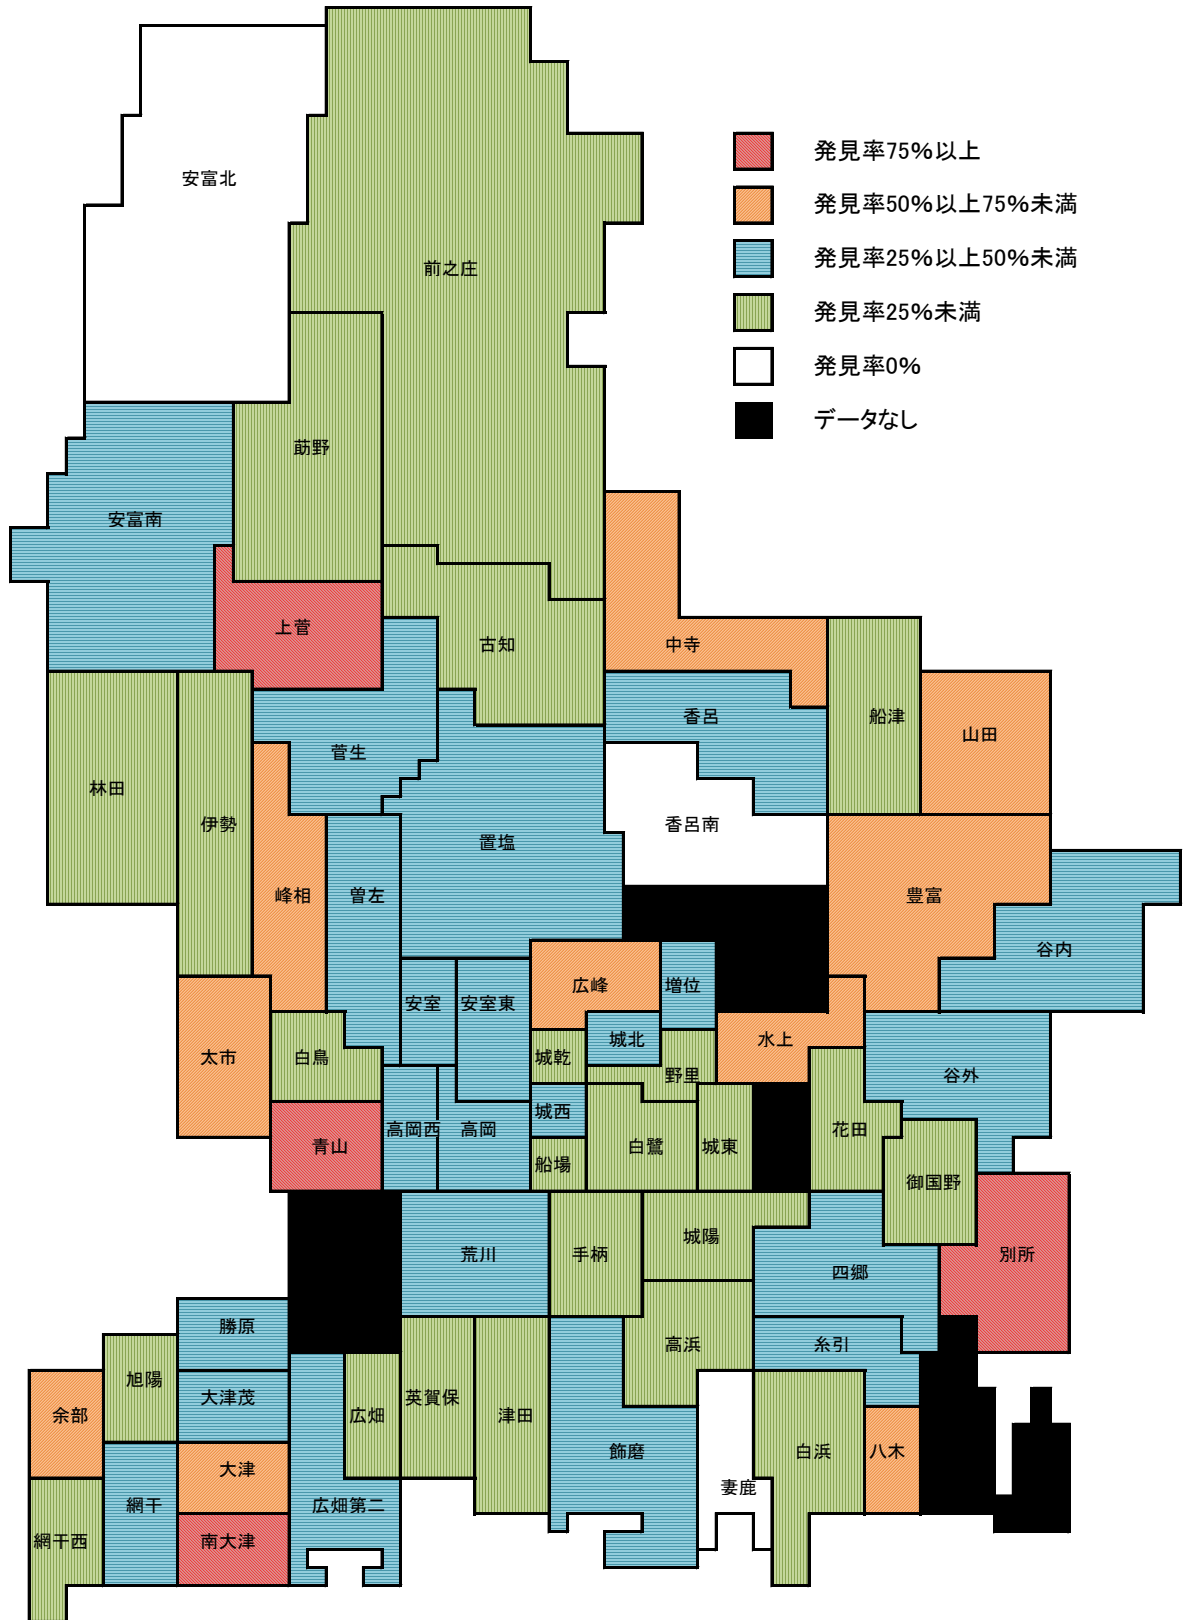 発見率75%以上
発見率50%以上75%未満
発見率25%以上50%未満
発見率25%未満
発見率0%
データなし
安富北
前之庄
莇野
安富南
上菅
古知
中寺
香呂
船津
山田
菅生
林田
伊勢
置塩
香呂南
峰相
曽左
豊富
谷内
広峰
増位
安室
安室東
城北
水上
太市
白鳥
城乾
野里
谷外
城西
高岡西
高岡
花田
青山
船場
白鷺
城東
御国野
城陽
荒川
手柄
四郷
別所
勝原
高浜
糸引
旭陽
大津茂
英賀保
余部
広畑
津田
飾磨
白浜
八木
大津
妻鹿
網干
広畑第二
網干西
南大津